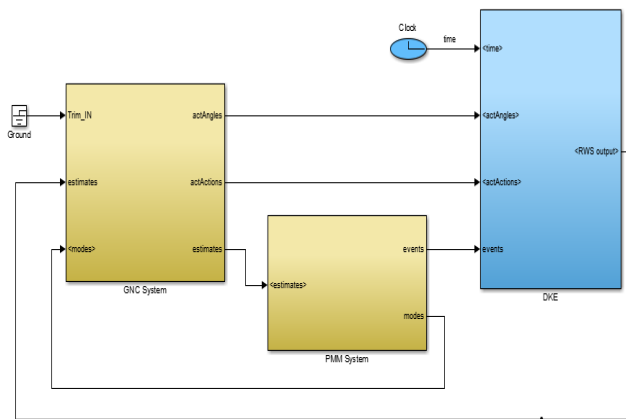 Clock
time
<time>
Trim_IN
actAngles
<actAngles>
Ground
<RWS output>
estimates
actActions
<actActions>
<modes>
estimates
events
events
<estimates>
GNC System
DKE
modes
PMM System